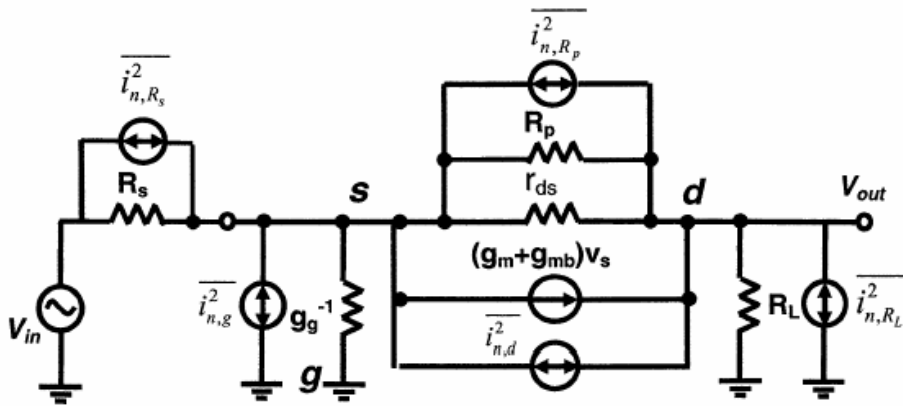 i²n,Rp
i²n,Rs
Rp
Rs
s
rds
d
Vout
(gm+gmb)vs
Vin
i²n,g
gg⁻¹
i²n,d
RL
i²n,RL
g